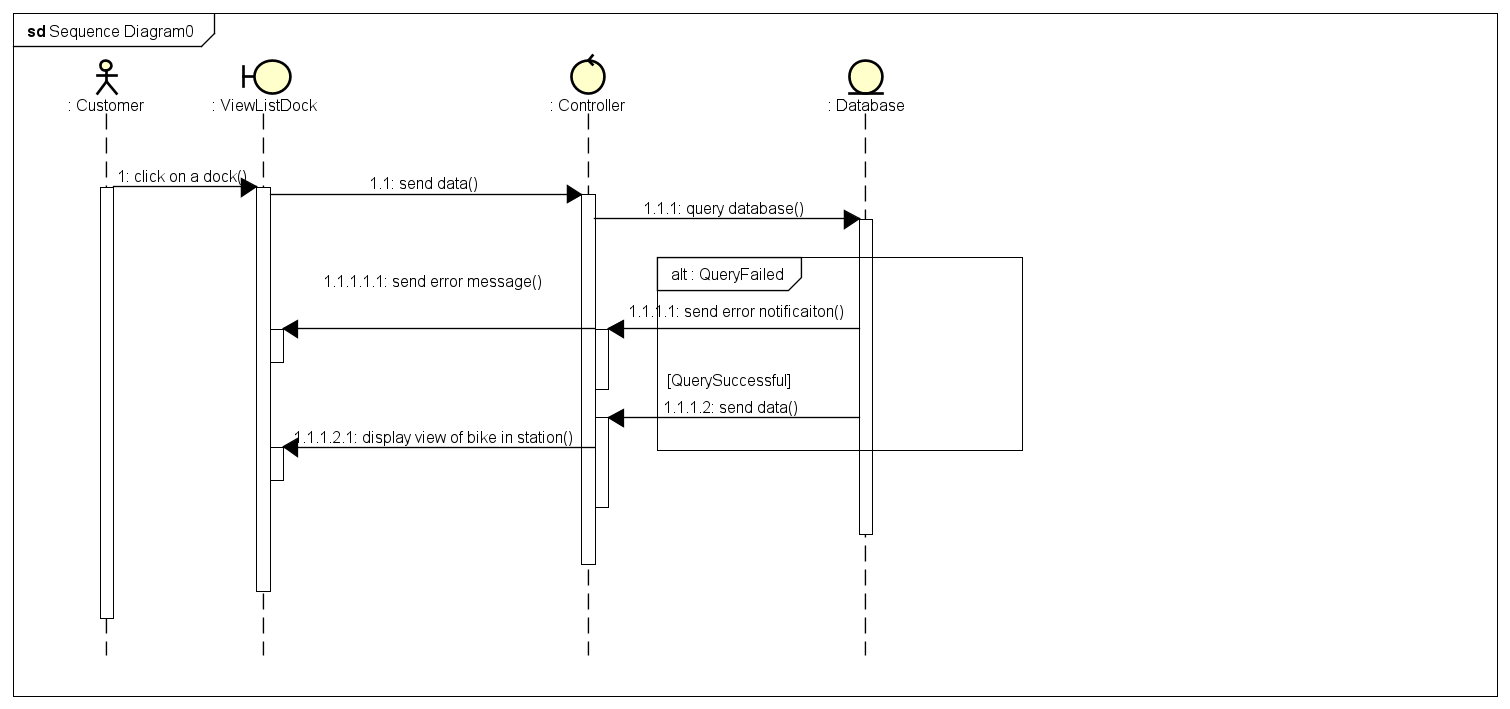 sd Sequence Diagram0
: Customer
: ViewListDock
: Controller
: Database
1: click on a dock()
1.1: send data()
1.1.1: query database()
alt : QueryFailed
1.1.1.1.1: send error message()
1.1.1.1: send error notificaiton()
[QuerySuccessful]
1.1.1.2: send data()
1.1.1.2.1: display view of bike in station()